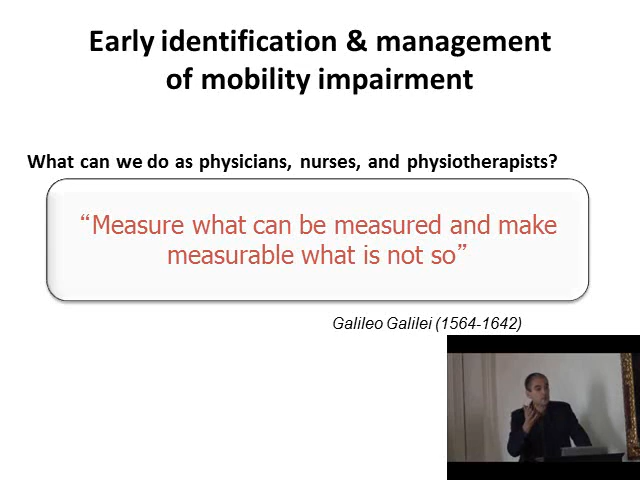 Early identification & management
of mobility impairment
What can we do as physicians, nurses, and physiotherapists?
“Measure what can be measured and make
measurable what is not so”
Galileo Galilei (1564-1642)